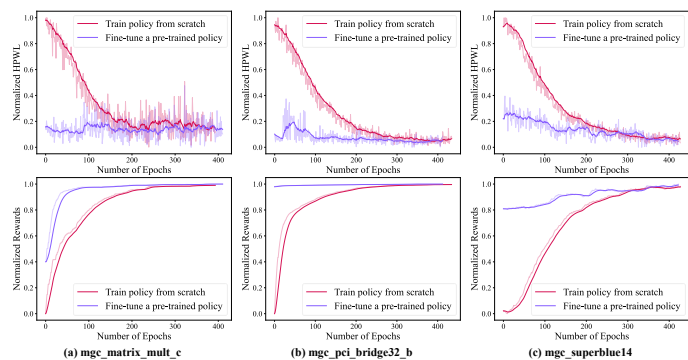 Normalized HPWL
1.0
0.8
0.6
0.4
0.2
0.0
Train policy from scratch
Fine-tune a pre-trained policy
0 100 200 300 400
Number of Epochs
Normalized HPWL
1.0
0.8
0.6
0.4
0.2
0.0
Train policy from scratch
Fine-tune a pre-trained policy
0 100 200 300 400
Number of Epochs
Normalized HPWL
1.0
0.8
0.6
0.4
0.2
0.0
Train policy from scratch
Fine-tune a pre-trained policy
0 100 200 300 400
Number of Epochs
Normalized Rewards
1.0
0.8
0.6
0.4
0.2
0.0
Train policy from scratch
Fine-tune a pre-trained policy
0 100 200 300 400
Number of Epochs
Normalized Rewards
1.0
0.8
0.6
0.4
0.2
0.0
Train policy from scratch
Fine-tune a pre-trained policy
0 100 200 300 400
Number of Epochs
Normalized Rewards
1.0
0.8
0.6
0.4
0.2
0.0
Train policy from scratch
Fine-tune a pre-trained policy
0 100 200 300 400
Number of Epochs
(a) mgc_matrix_mult_c
(b) mgc_pci_bridge32_b
(c) mgc_superblue14